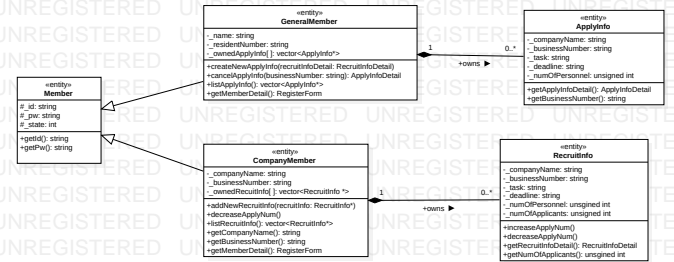 UNREGISTERED UNREGISTERED UNREGISTERED UNREGISTERED
«entity»
GeneralMember
-_name: string
-_residentNumber: string
-_ownedApplyInfo[ ]: vector<ApplyInfo*>
+createNewApplyInfo(recruitInfoDetail: RecruitInfoDetail)
+cancelApplyInfo(businessNumber: string): ApplyInfoDetail
+listApplyInfo(): vector<ApplyInfo*>
+getMemberDetail(): RegisterForm
1
0..*
+owns ►
«entity»
ApplyInfo
-_companyName: string
-_businessNumber: string
-_task: string
-_deadline: string
-_numOfPersonnel: unsigned int
+getApplyInfoDetail(): ApplyInfoDetail
+getBusinessNumber(): string
«entity»
Member
#_id: string
#_pw: string
#_state: int
+getId(): string
+getPw(): string
«entity»
CompanyMember
-_companyName: string
-_businessNumber: string
-_ownedRecuitInfo[ ]: vector<RecruitInfo *>
+addNewRecruitInfo(recruitInfo: RecruitInfo*)
+decreaseApplyNum()
+listRecruitInfo(): vector<RecruitInfo*>
+getCompanyName(): string
+getBusinessNumber(): string
+getMemberDetail(): RegisterForm
1
0..*
+owns ►
«entity»
RecruitInfo
-_companyName: string
-_businessNumber: string
-_task: string
-_deadline: string
-_numOfPersonnel: unsigned int
-_numOfApplicants: unsigned int
+increaseApplyNum()
+decreaseApplyNum()
+getRecruitInfoDetail(): RecruitInfoDetail
+getNumOfApplicants(): unsigned int